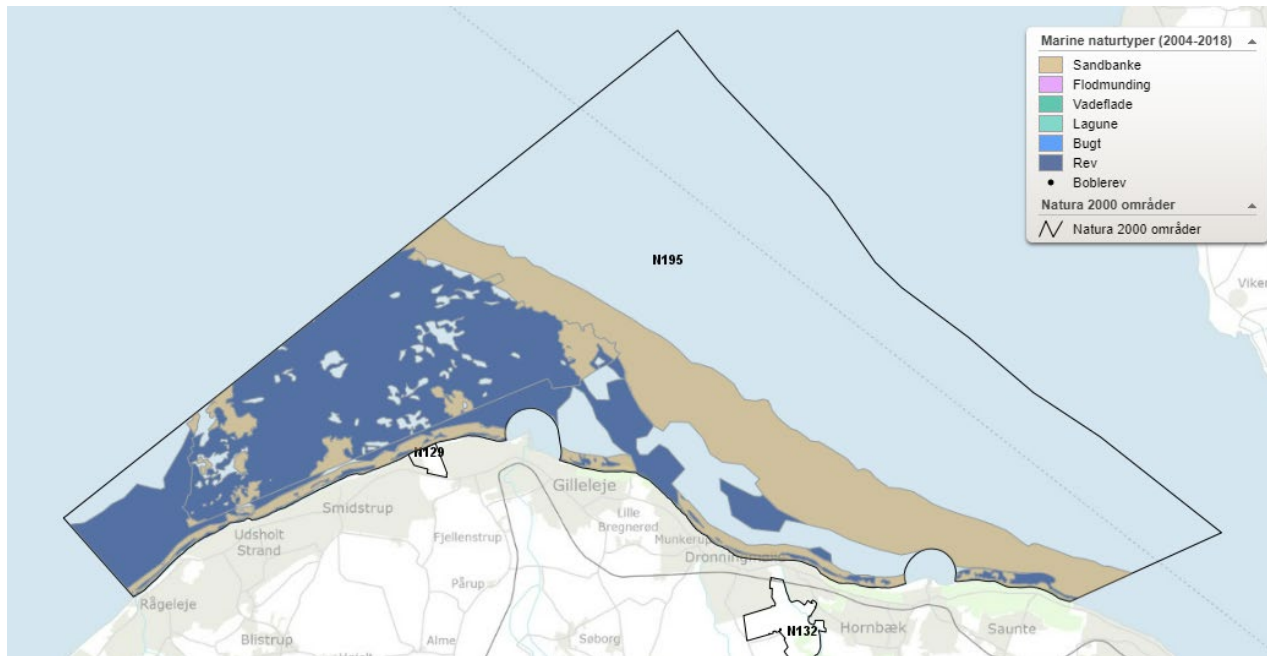 Marine naturtyper (2004-2018)
Sandbanke
Flodmunding
Vadeflade
Lagune
Bugt
Rev
Boblerev
Natura 2000 områder
Natura 2000 områder
Viken
N195
N129
Gilleleje
Smidstrup
Lille
Bregnerød
Udsholt
Strand
Fjellenstrup
Munkerup
Dronningmølle
Pårup
Rågeleje
N132
Hornbæk
Saunte
Blistrup
Alme
Søborg